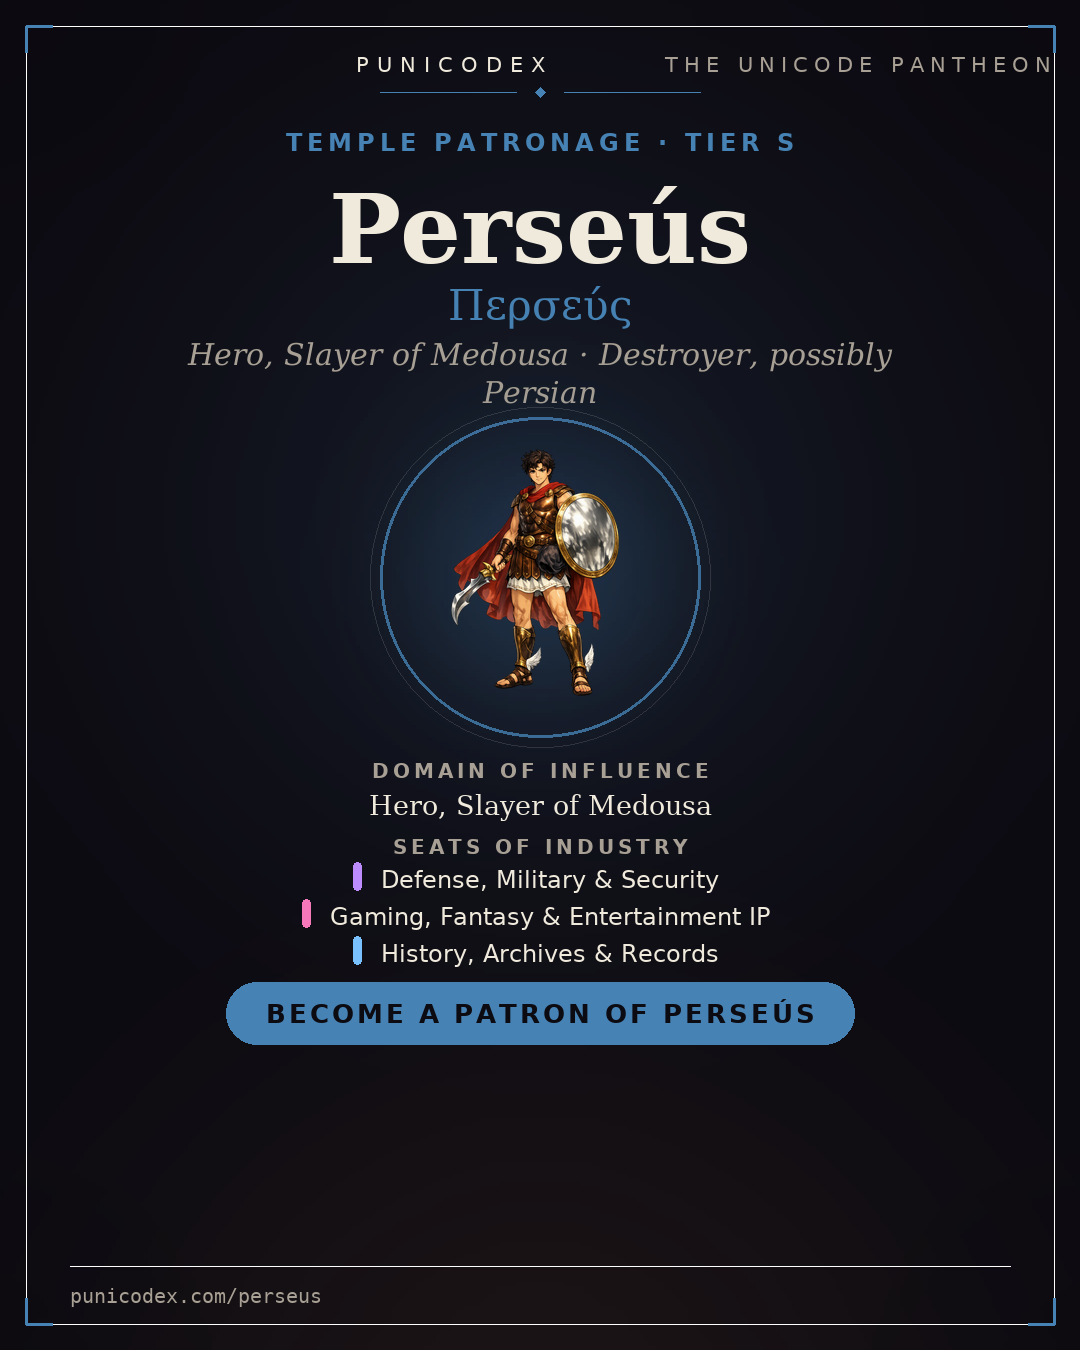 PUNICODEX THE UNICODE PANTHEON
TEMPLE PATRONAGE · TIER S
Perseús
Περσεύς
Hero, Slayer of Medousa · Destroyer, possibly
Persian
DOMAIN OF INFLUENCE
Hero, Slayer of Medousa
SEATS OF INDUSTRY
Defense, Military & Security
Gaming, Fantasy & Entertainment IP
History, Archives & Records
BECOME A PATRON OF PERSEÚS
punicodex.com/perseus